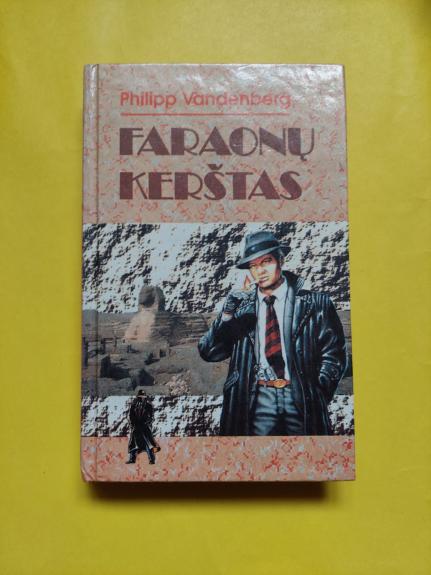 Philipp Vandenberg
FARAONŲ
KERŠTAS